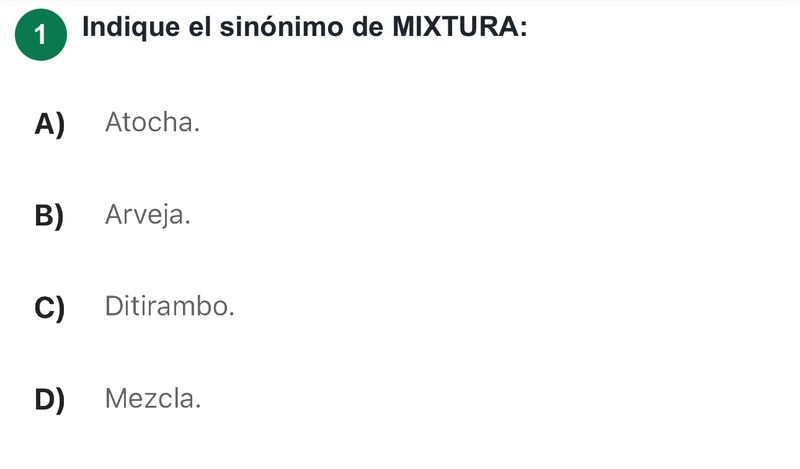 1 Indique el sinónimo de MIXTURA:
A) Atocha.
B) Arveja.
C) Ditirambo.
D) Mezcla.